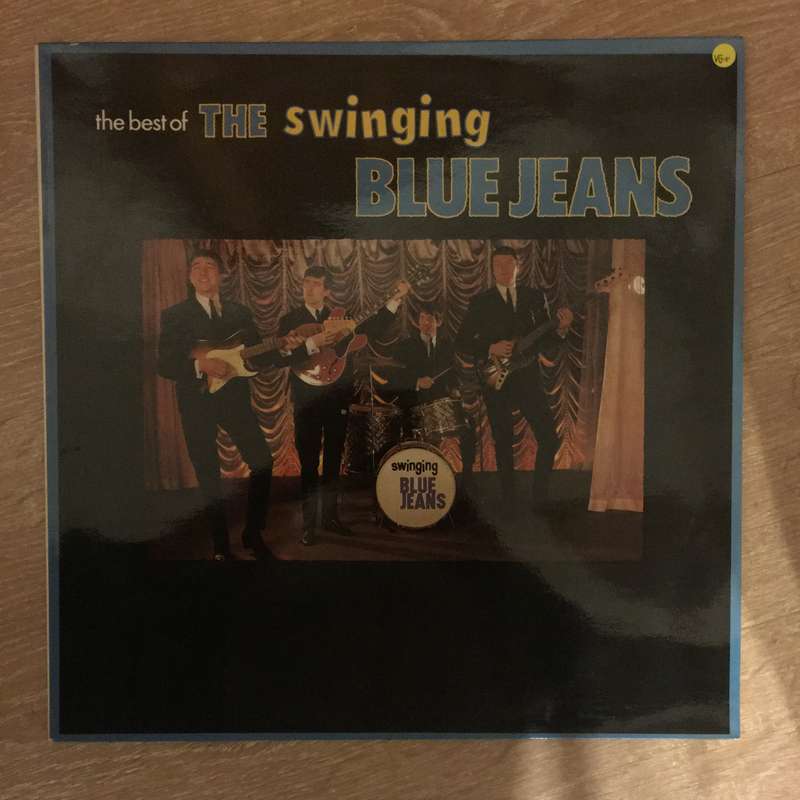 VG+
the best of THE swinging
BLUE JEANS
swinging
BLUE
JEANS